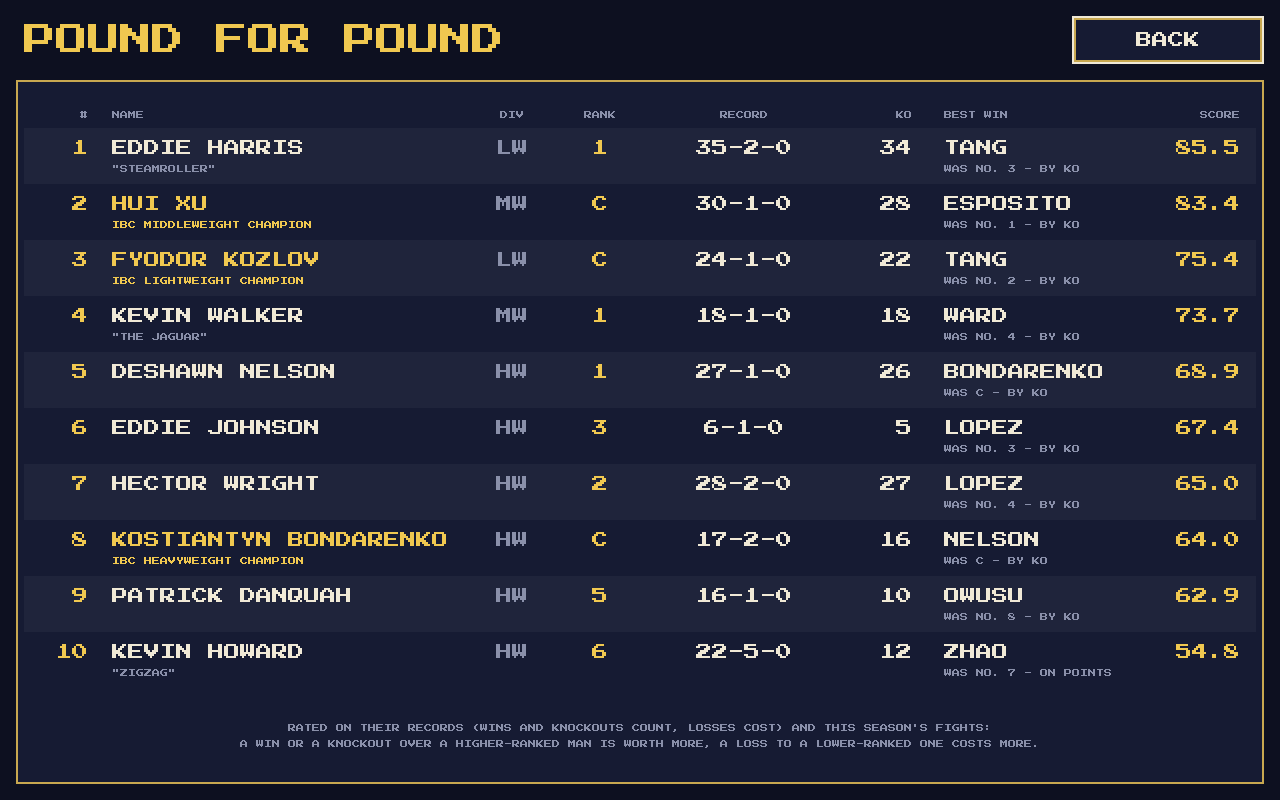 POUND FOR POUND
BACK
# NAME DIV RANK RECORD KO BEST WIN SCORE
1 EDDIE HARRIS LW 1 35-2-0 34 TANG 85.5
"STEAMROLLER" WAS NO. 3 - BY KO
2 HUI XU MW C 30-1-0 28 ESPOSITO 83.4
IBC MIDDLEWEIGHT CHAMPION WAS NO. 1 - BY KO
3 FYODOR KOZLOV LW C 24-1-0 22 TANG 75.4
IBC LIGHTWEIGHT CHAMPION WAS NO. 2 - BY KO
4 KEVIN WALKER MW 1 18-1-0 18 WARD 73.7
"THE JAGUAR" WAS NO. 4 - BY KO
5 DESHAWN NELSON HW 1 27-1-0 26 BONDARENKO 68.9
WAS C - BY KO
6 EDDIE JOHNSON HW 3 6-1-0 5 LOPEZ 67.4
WAS NO. 3 - BY KO
7 HECTOR WRIGHT HW 2 28-2-0 27 LOPEZ 65.0
WAS NO. 4 - BY KO
8 KOSTIANTYN BONDARENKO HW C 17-2-0 16 NELSON 64.0
IBC HEAVYWEIGHT CHAMPION WAS C - BY KO
9 PATRICK DANQUAH HW 5 16-1-0 10 OWUSU 62.9
WAS NO. 8 - BY KO
10 KEVIN HOWARD HW 6 22-5-0 12 ZHAO 54.8
"ZIGZAG" WAS NO. 7 - ON POINTS
RATED ON THEIR RECORDS (WINS AND KNOCKOUTS COUNT, LOSSES COST) AND THIS SEASON'S FIGHTS:
A WIN OR A KNOCKOUT OVER A HIGHER-RANKED MAN IS WORTH MORE, A LOSS TO A LOWER-RANKED ONE COSTS MORE.